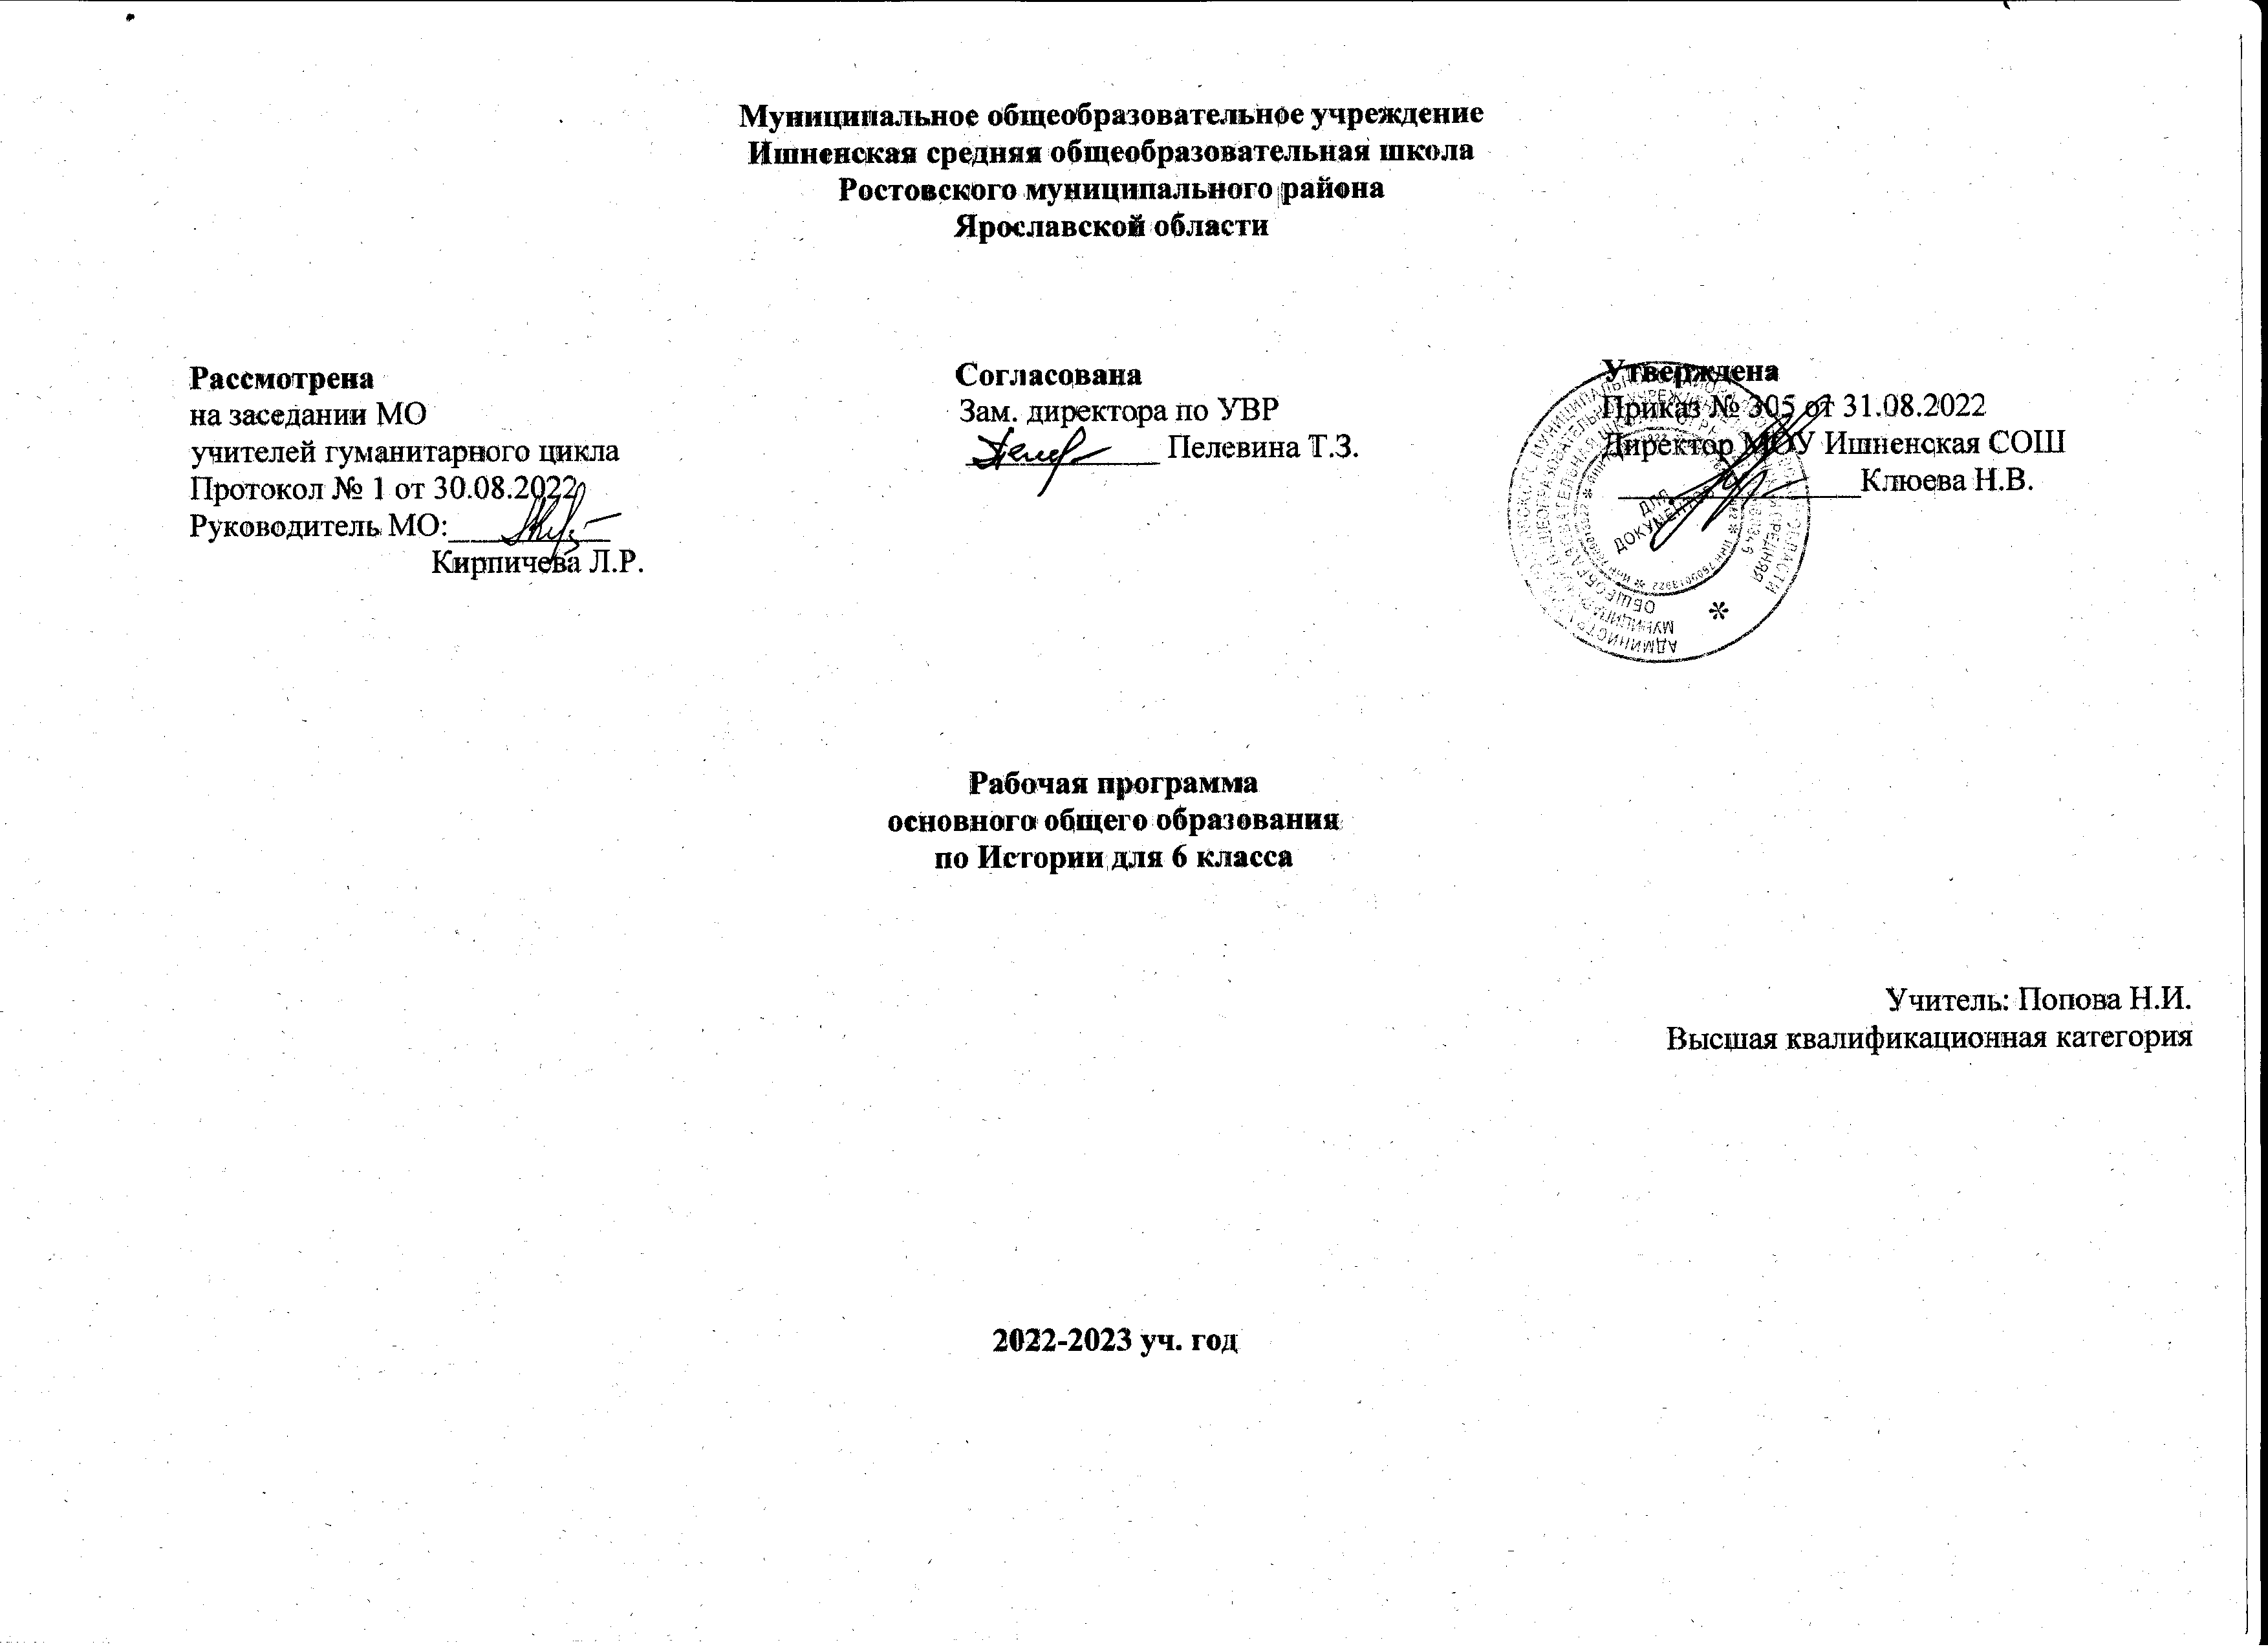 Муниципальное общеобразовательное учреждение
Ишненская средняя общеобразовательная школа
Ростовского муниципального района
Ярославской области
Рассмотрена
на заседании МО
учителей гуманитарного цикла
Протокол № 1 от 30.08.2022
Руководитель МО:
Кирпичева Л.Р.
Согласована
Зам. директора по УВР
Пелевина Т.З.
Утверждена
Приказ № 305 от 31.08.2022
Директор МОУ Ишненская СОШ
Клюева Н.В.
ДЛЯ
ДОКУМЕНТОВ
Рабочая программа
основного общего образования
по Истории для 6 класса
Учитель: Попова Н.И.
Высшая квалификационная категория
2022-2023 уч. год